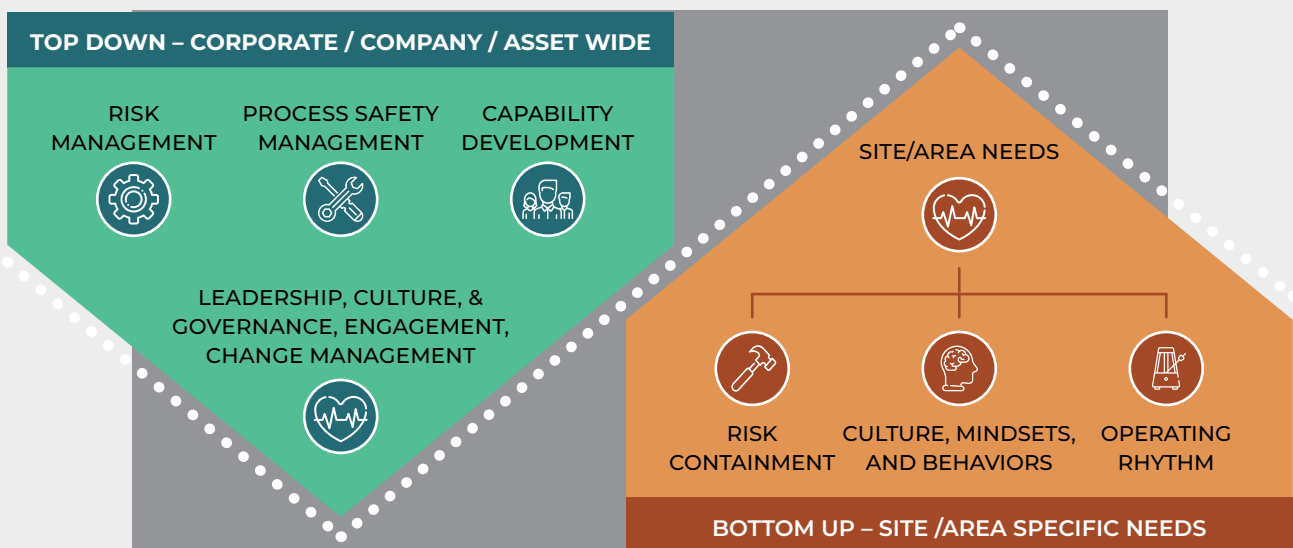 TOP DOWN – CORPORATE / COMPANY / ASSET WIDE
RISK
MANAGEMENT
PROCESS SAFETY
MANAGEMENT
CAPABILITY
DEVELOPMENT
LEADERSHIP, CULTURE, &
GOVERNANCE, ENGAGEMENT,
CHANGE MANAGEMENT
SITE/AREA NEEDS
RISK
CONTAINMENT
CULTURE, MINDSETS,
AND BEHAVIORS
OPERATING
RHYTHM
BOTTOM UP – SITE /AREA SPECIFIC NEEDS